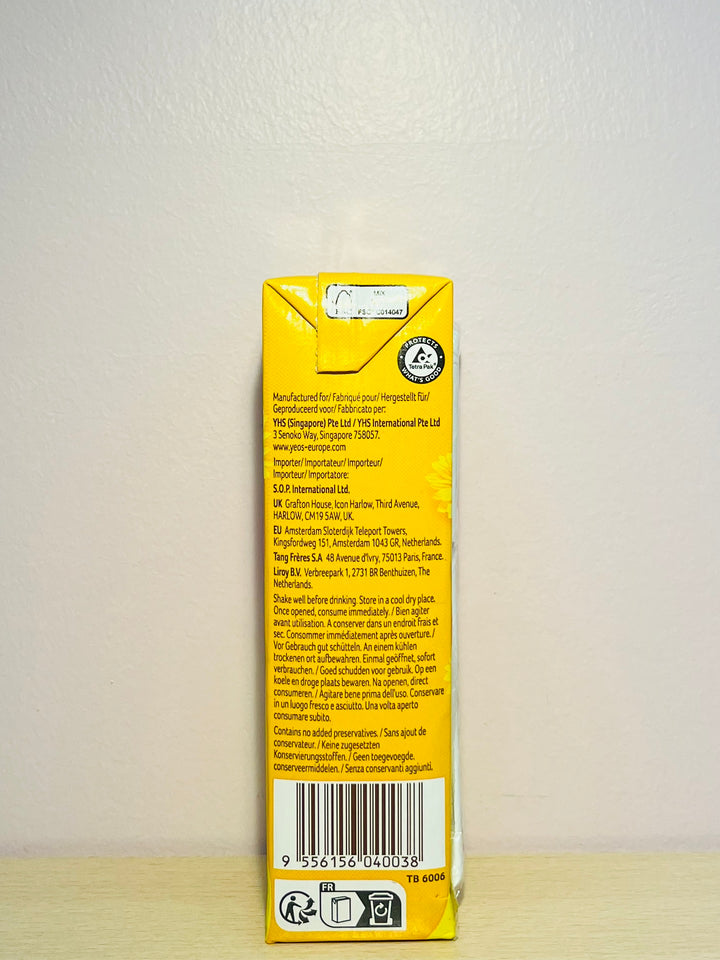 MIX
FSC® C014047
PROTECTS
Tetra Pak®
WHAT'S GOOD
Manufactured for/ Fabriqué pour/ Hergestellt für/
Geproduceerd voor/ Fabbricato per:
YHS (Singapore) Pte Ltd / YHS International Pte Ltd
3 Senoko Way, Singapore 758057.
www.yeos-europe.com
Importer/ Importateur/ Importeur/
Importeur/ Importatore:
S.O.P. International Ltd.
UK Grafton House, Icon Harlow, Third Avenue,
HARLOW, CM19 5AW, UK.
EU Amsterdam Sloterdijk Teleport Towers,
Kingsfordweg 151, Amsterdam 1043 GR, Netherlands.
Tang Frères S.A 48 Avenue d'Ivry, 75013 Paris, France.
Liroy B.V. Verbreepark 1, 2731 BR Benthuizen, The
Netherlands.
Shake well before drinking. Store in a cool dry place.
Once opened, consume immediately. / Bien agiter
avant utilisation. A conserver dans un endroit frais et
sec. Consommer immédiatement après ouverture. /
Vor Gebrauch gut schütteln. An einem kühlen
trockenen ort aufbewahren. Einmal geöffnet, sofort
verbrauchen. / Goed schudden voor gebruik. Op een
koele en droge plaats bewaren. Na openen, direct
consumeren. / Agitare bene prima dell'uso. Conservare
in un luogo fresco e asciutto. Una volta aperto
consumare subito.
Contains no added preservatives. / Sans ajout de
conservateur. / Keine zugesetzten
Konservierungsstoffen. / Geen toegevoegde.
conserveermiddelen. / Senza conservanti aggiunti.
9 556156 040038
TB 6006
FR